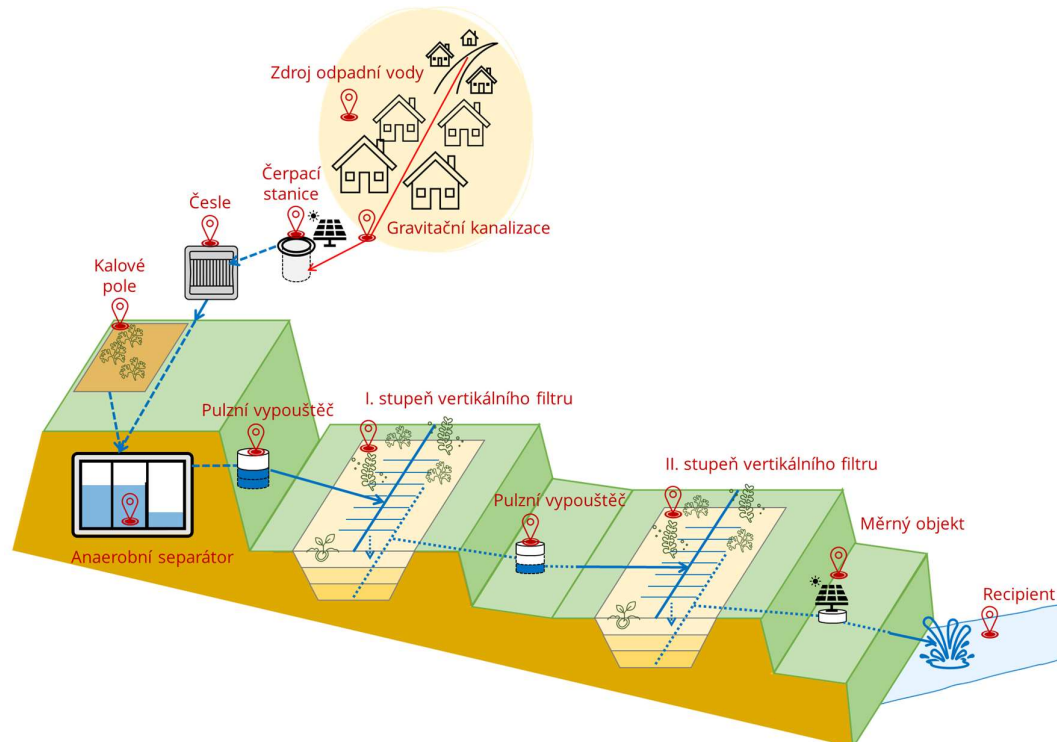 Zdroj odpadní vody
Čerpací
stanice
Česle
Gravitační kanalizace
Kalové
pole
Pulzní vypouštěč
I. stupeň vertikálního filtru
II. stupeň vertikálního filtru
Pulzní vypouštěč
Měrný objekt
Anaerobní separátor
Recipient